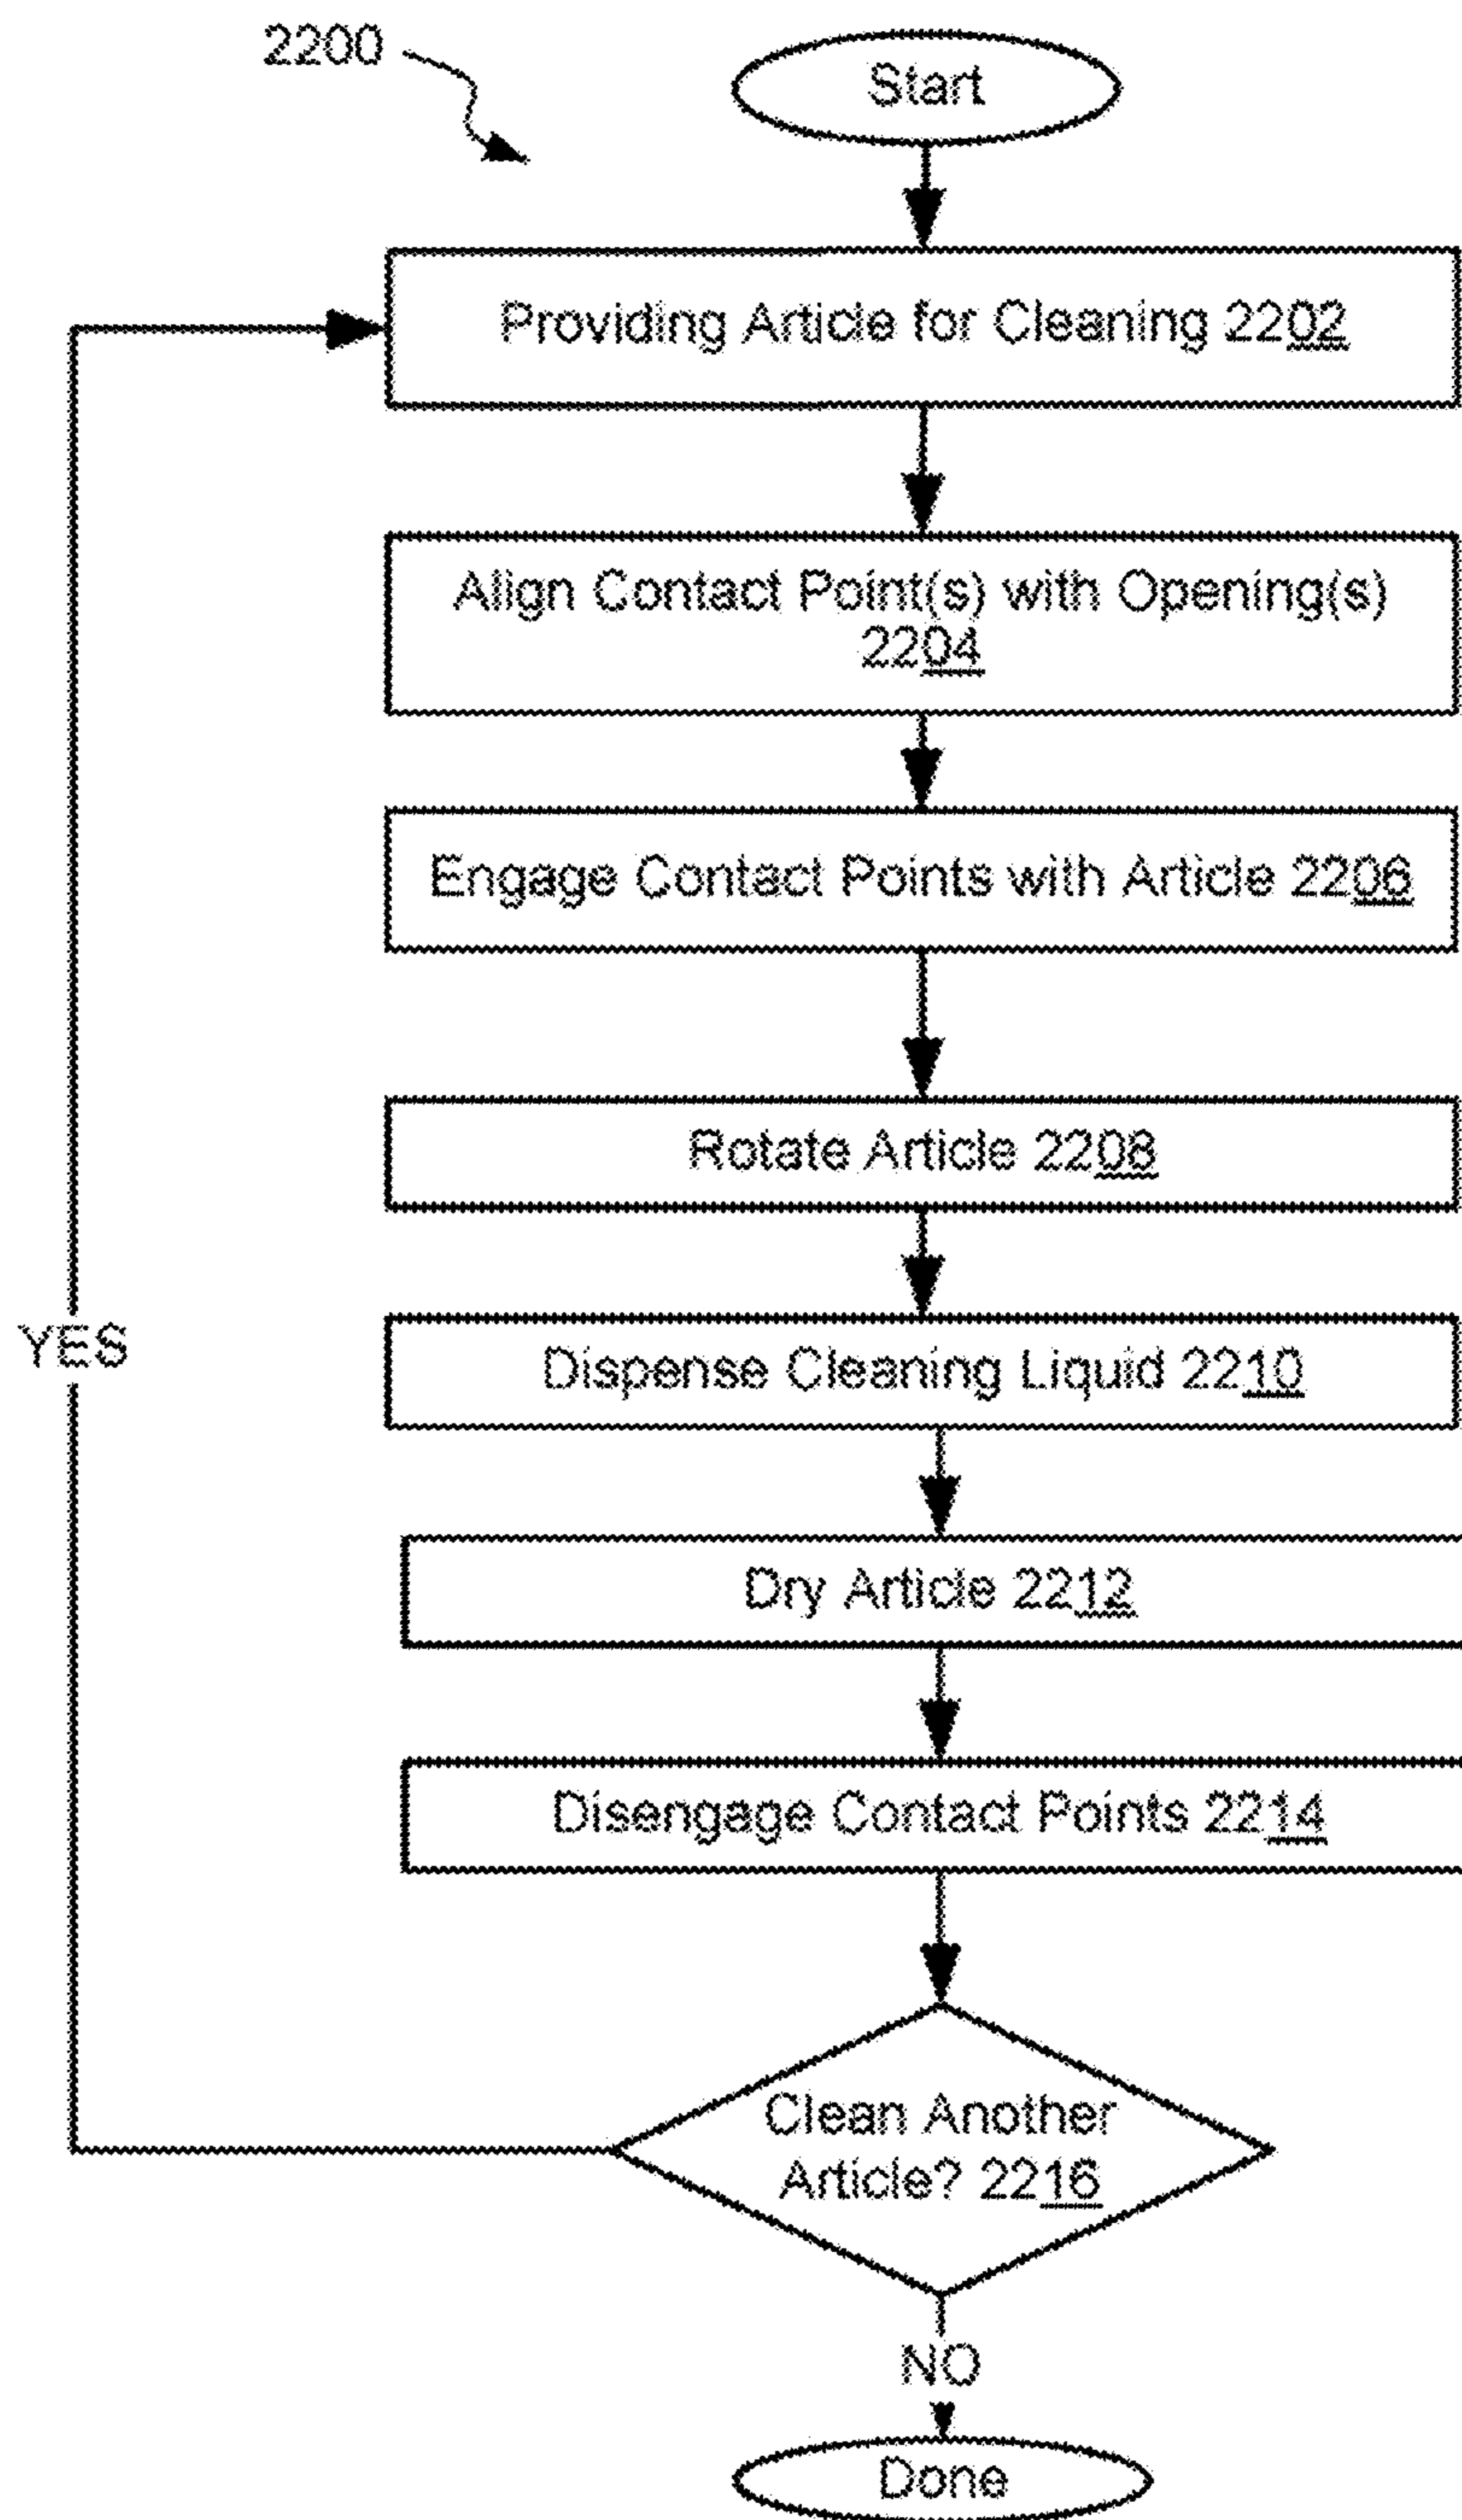 2200
Start
Providing Article for Cleaning 2202
Align Contact Point(s) with Opening(s)
2204
Engage Contact Points with Article 2206
Rotate Article 2208
YES
Dispense Cleaning Liquid 2210
Dry Article 2212
Disengage Contact Points 2214
Clean Another
Article? 2216
NO
Done